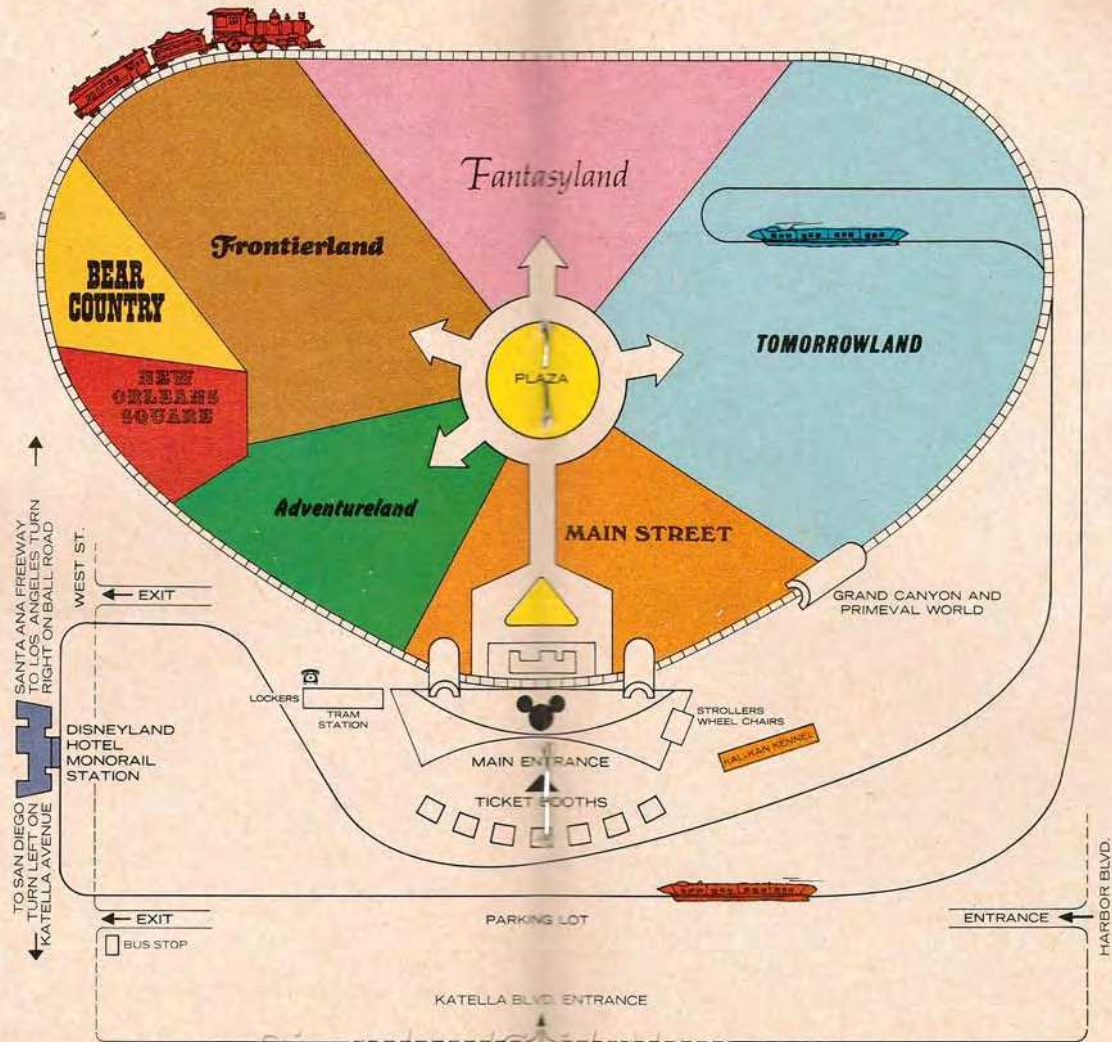 Fantasyland
Frontierland
BEAR
COUNTRY
TOMORROWLAND
PLAZA
NEW
ORLEANS
SQUARE
Adventureland
MAIN STREET
GRAND CANYON AND
PRIMEVAL WORLD
SANTA ANA FREEWAY
TO LOS ANGELES TURN
RIGHT ON BALL ROAD
WEST ST.
EXIT
LOCKERS
TRAM
STATION
STROLLERS
WHEEL CHAIRS
KAL-KAN KENNEL
DISNEYLAND
HOTEL
MONORAIL
STATION
MAIN ENTRANCE
TICKET BOOTHS
TO SAN DIEGO
TURN LEFT ON
KATELLA AVENUE
EXIT
BUS STOP
PARKING LOT
ENTRANCE
HARBOR BLVD.
KATELLA BLVD. ENTRANCE